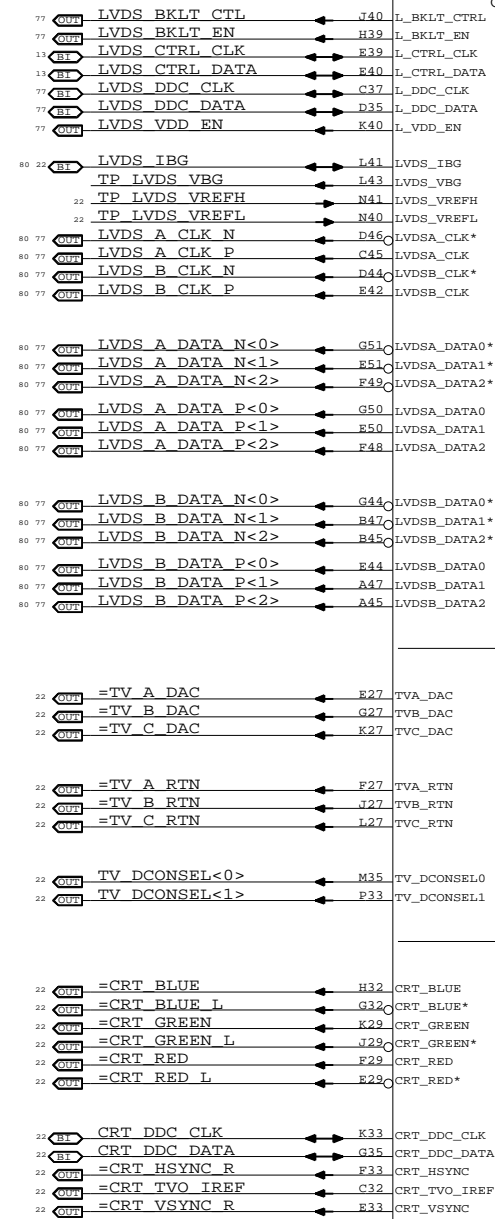 77 OUT LVDS_BKLT_CTL J40 L_BKLT_CTRL
77 OUT LVDS_BKLT_EN H39 L_BKLT_EN
13 BI LVDS_CTRL_CLK E39 L_CTRL_CLK
13 BI LVDS_CTRL_DATA E40 L_CTRL_DATA
77 BI LVDS_DDC_CLK C37 L_DDC_CLK
77 BI LVDS_DDC_DATA D35 L_DDC_DATA
77 OUT LVDS_VDD_EN K40 L_VDD_EN
80 22 BI LVDS_IBG L41 LVDS_IBG
TP_LVDS_VBG L43 LVDS_VBG
22 TP_LVDS_VREFH N41 LVDS_VREFH
22 TP_LVDS_VREFL N40 LVDS_VREFL
80 77 OUT LVDS_A_CLK_N D46 LVDSA_CLK*
80 77 OUT LVDS_A_CLK_P C45 LVDSA_CLK
80 77 OUT LVDS_B_CLK_N D44 LVDSB_CLK*
80 77 OUT LVDS_B_CLK_P E42 LVDSB_CLK
80 77 OUT LVDS_A_DATA_N<0> G51 LVDSA_DATA0*
80 77 OUT LVDS_A_DATA_N<1> E51 LVDSA_DATA1*
80 77 OUT LVDS_A_DATA_N<2> F49 LVDSA_DATA2*
80 77 OUT LVDS_A_DATA_P<0> G50 LVDSA_DATA0
80 77 OUT LVDS_A_DATA_P<1> E50 LVDSA_DATA1
80 77 OUT LVDS_A_DATA_P<2> F48 LVDSA_DATA2
80 77 OUT LVDS_B_DATA_N<0> G44 LVDSB_DATA0*
80 77 OUT LVDS_B_DATA_N<1> B47 LVDSB_DATA1*
80 77 OUT LVDS_B_DATA_N<2> B45 LVDSB_DATA2*
80 77 OUT LVDS_B_DATA_P<0> E44 LVDSB_DATA0
80 77 OUT LVDS_B_DATA_P<1> A47 LVDSB_DATA1
80 77 OUT LVDS_B_DATA_P<2> A45 LVDSB_DATA2
22 OUT =TV_A_DAC E27 TVA_DAC
22 OUT =TV_B_DAC G27 TVB_DAC
22 OUT =TV_C_DAC K27 TVC_DAC
22 OUT =TV_A_RTN F27 TVA_RTN
22 OUT =TV_B_RTN J27 TVB_RTN
22 OUT =TV_C_RTN L27 TVC_RTN
22 OUT TV_DCONSEL<0> M35 TV_DCONSEL0
22 OUT TV_DCONSEL<1> P33 TV_DCONSEL1
22 OUT =CRT_BLUE H32 CRT_BLUE
22 OUT =CRT_BLUE_L G32 CRT_BLUE*
22 OUT =CRT_GREEN K29 CRT_GREEN
22 OUT =CRT_GREEN_L J29 CRT_GREEN*
22 OUT =CRT_RED F29 CRT_RED
22 OUT =CRT_RED_L E29 CRT_RED*
22 BI CRT_DDC_CLK K33 CRT_DDC_CLK
22 BI CRT_DDC_DATA G35 CRT_DDC_DATA
22 OUT =CRT_HSYNC_R F33 CRT_HSYNC
22 OUT =CRT_TVO_IREF C32 CRT_TVO_IREF
22 OUT =CRT_VSYNC_R E33 CRT_VSYNC